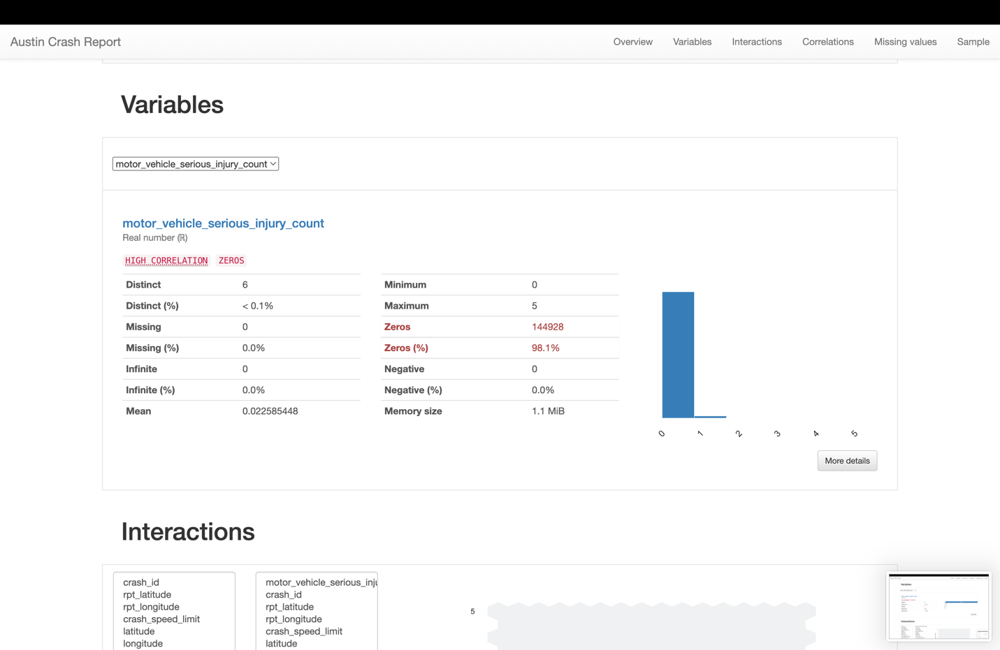 Austin Crash Report
Overview Variables Interactions Correlations Missing values Sample
Variables
motor_vehicle_serious_injury_count
motor_vehicle_serious_injury_count
Real number (ℝ)
HIGH CORRELATION ZEROS
Distinct 6
Distinct (%) < 0.1%
Missing 0
Missing (%) 0.0%
Infinite 0
Infinite (%) 0.0%
Mean 0.022585448
Minimum 0
Maximum 5
Zeros 144928
Zeros (%) 98.1%
Negative 0
Negative (%) 0.0%
Memory size 1.1 MiB
0 1 2 3 4 5
More details
Interactions
crash_id
rpt_latitude
rpt_longitude
crash_speed_limit
latitude
longitude
motor_vehicle_serious_inju
crash_id
rpt_latitude
rpt_longitude
crash_speed_limit
latitude
5
Variables
Interactions